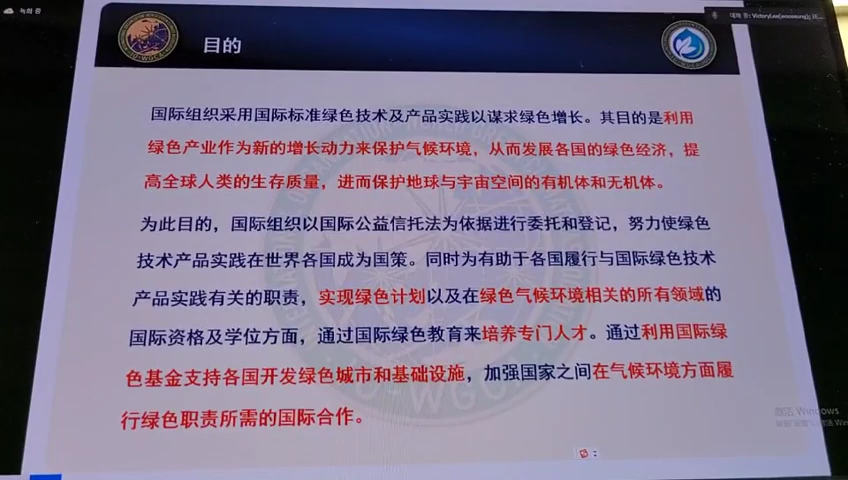 녹화 중
대화 중: VictoryLee(wooseung);
目的
国际组织采用国际标准绿色技术及产品实践以谋求绿色增长。其目的是利用
绿色产业作为新的增长动力来保护气候环境，从而发展各国的绿色经济，提
高全球人类的生存质量，进而保护地球与宇宙空间的有机体和无机体。
为此目的，国际组织以国际公益信托法为依据进行委托和登记，努力使绿色
技术产品实践在世界各国成为国策。同时为有助于各国履行与国际绿色技术
产品实践有关的职责，实现绿色计划以及在绿色气候环境相关的所有领域的
国际资格及学位方面，通过国际绿色教育来培养专门人才。通过利用国际绿
色基金支持各国开发绿色城市和基础设施，加强国家之间在气候环境方面履
行绿色职责所需的国际合作。
激活 Windows